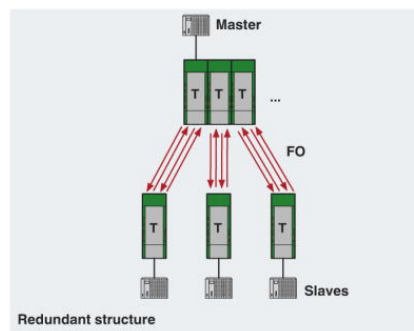 Master
T T T
...
FO
T T T
Slaves
Redundant structure